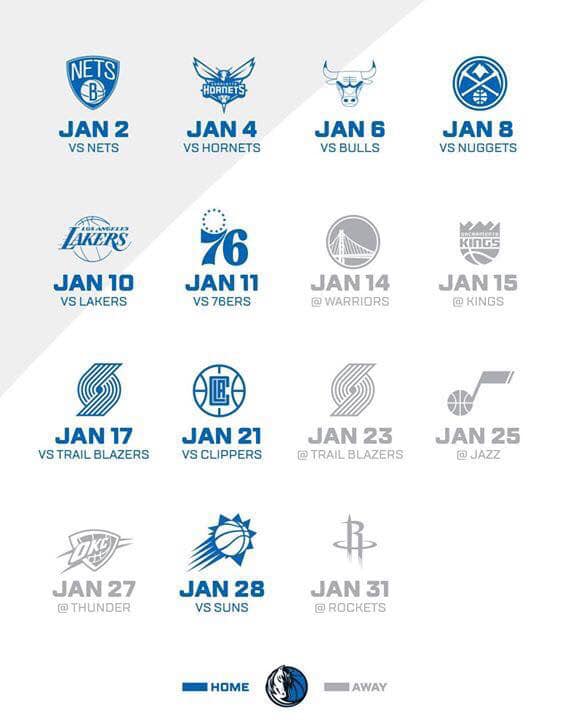 NETS
B
JAN 2
VS NETS
CHARLOTTE
HORNETS
JAN 4
VS HORNETS
JAN 6
VS BULLS
JAN 8
VS NUGGETS
LOS ANGELES
LAKERS
JAN 10
VS LAKERS
76
JAN 11
VS 76ERS
JAN 14
@ WARRIORS
SACRAMENTO
KINGS
JAN 15
@ KINGS
JAN 17
VS TRAIL BLAZERS
LAC
JAN 21
VS CLIPPERS
JAN 23
@ TRAIL BLAZERS
JAN 25
@ JAZZ
OKC
JAN 27
@ THUNDER
JAN 28
VS SUNS
R
JAN 31
@ ROCKETS
HOME
AWAY